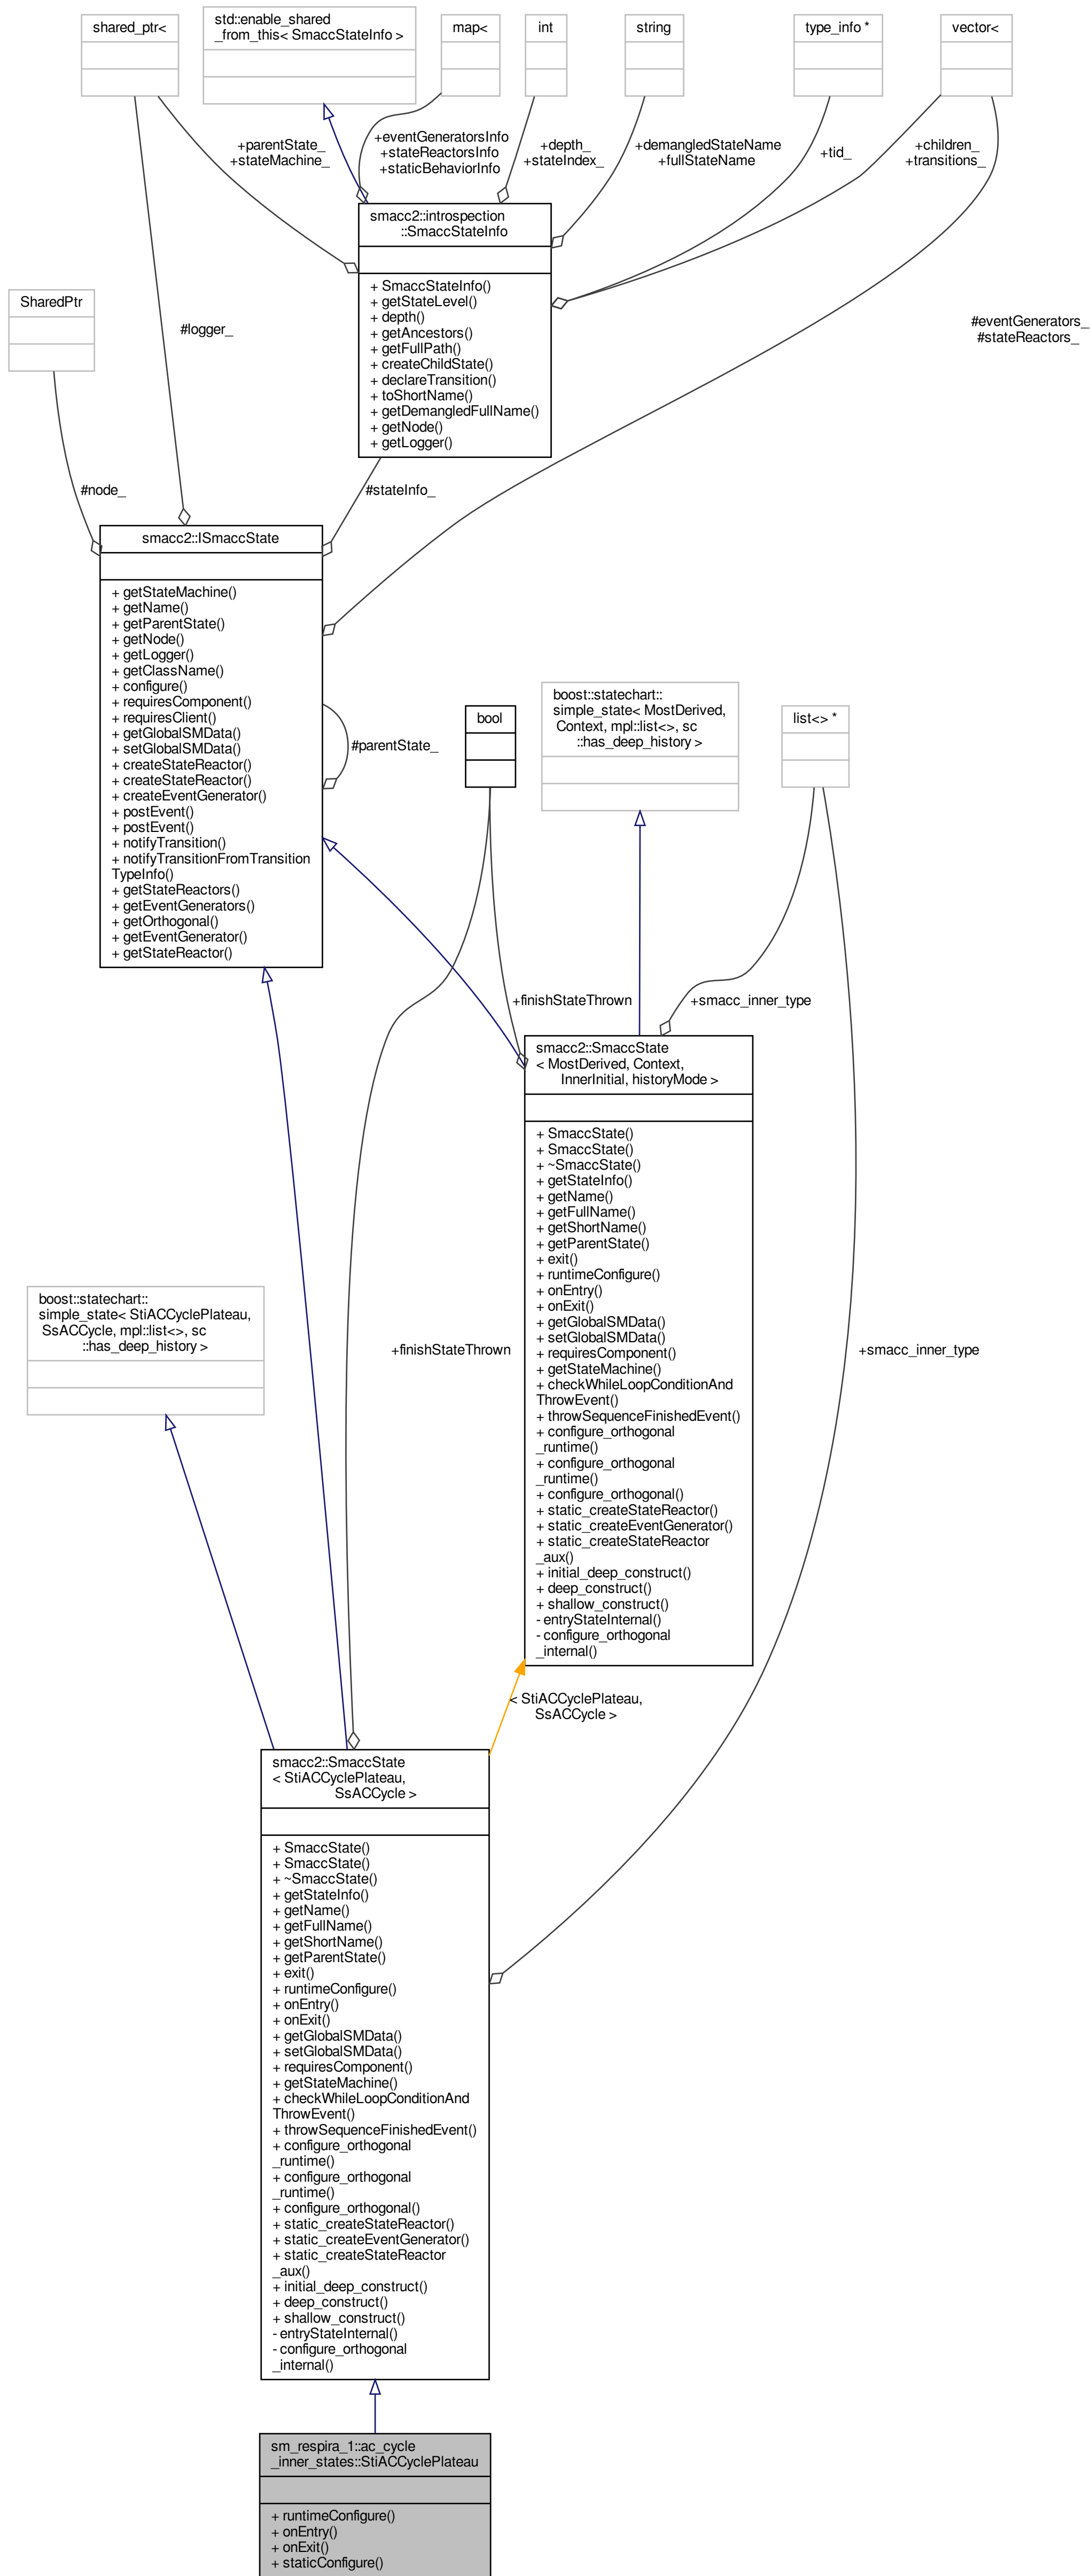 shared_ptr<
std::enable_shared
_from_this< SmaccStateInfo >
map<
int
string
type_info *
vector<
+parentState_
+stateMachine_
+eventGeneratorsInfo
+stateReactorsInfo
+staticBehaviorInfo
+depth_
+stateIndex_
+demangledStateName
+fullStateName
+tid_
+children_
+transitions_
smacc2::introspection
::SmaccStateInfo
+ SmaccStateInfo()
+ getStateLevel()
+ depth()
+ getAncestors()
+ getFullPath()
+ createChildState()
+ declareTransition()
+ toShortName()
+ getDemangledFullName()
+ getNode()
+ getLogger()
SharedPtr
#logger_
#eventGenerators_
#stateReactors_
#node_
#stateInfo_
smacc2::ISmaccState
+ getStateMachine()
+ getName()
+ getParentState()
+ getNode()
+ getLogger()
+ getClassName()
+ configure()
+ requiresComponent()
+ requiresClient()
+ getGlobalSMData()
+ setGlobalSMData()
+ createStateReactor()
+ createStateReactor()
+ createEventGenerator()
+ postEvent()
+ postEvent()
+ notifyTransition()
+ notifyTransitionFromTransition
TypeInfo()
+ getStateReactors()
+ getEventGenerators()
+ getOrthogonal()
+ getEventGenerator()
+ getStateReactor()
#parentState_
bool
boost::statechart::
simple_state< MostDerived,
Context, mpl::list<>, sc
::has_deep_history >
list<> *
+finishStateThrown
+smacc_inner_type
smacc2::SmaccState
< MostDerived, Context,
InnerInitial, historyMode >
+ SmaccState()
+ SmaccState()
+ ~SmaccState()
+ getStateInfo()
+ getName()
+ getFullName()
+ getShortName()
+ getParentState()
+ exit()
+ runtimeConfigure()
+ onEntry()
+ onExit()
+ getGlobalSMData()
+ setGlobalSMData()
+ requiresComponent()
+ getStateMachine()
+ checkWhileLoopConditionAnd
ThrowEvent()
+ throwSequenceFinishedEvent()
+ configure_orthogonal
_runtime()
+ configure_orthogonal
_runtime()
+ configure_orthogonal()
+ static_createStateReactor()
+ static_createEventGenerator()
+ static_createStateReactor
_aux()
+ initial_deep_construct()
+ deep_construct()
+ shallow_construct()
- entryStateInternal()
- configure_orthogonal
_internal()
boost::statechart::
simple_state< StiACCyclePlateau,
SsACCycle, mpl::list<>, sc
::has_deep_history >
+finishStateThrown
+smacc_inner_type
< StiACCyclePlateau,
SsACCycle >
smacc2::SmaccState
< StiACCyclePlateau,
SsACCycle >
+ SmaccState()
+ SmaccState()
+ ~SmaccState()
+ getStateInfo()
+ getName()
+ getFullName()
+ getShortName()
+ getParentState()
+ exit()
+ runtimeConfigure()
+ onEntry()
+ onExit()
+ getGlobalSMData()
+ setGlobalSMData()
+ requiresComponent()
+ getStateMachine()
+ checkWhileLoopConditionAnd
ThrowEvent()
+ throwSequenceFinishedEvent()
+ configure_orthogonal
_runtime()
+ configure_orthogonal
_runtime()
+ configure_orthogonal()
+ static_createStateReactor()
+ static_createEventGenerator()
+ static_createStateReactor
_aux()
+ initial_deep_construct()
+ deep_construct()
+ shallow_construct()
- entryStateInternal()
- configure_orthogonal
_internal()
sm_respira_1::ac_cycle
_inner_states::StiACCyclePlateau
+ runtimeConfigure()
+ onEntry()
+ onExit()
+ staticConfigure()